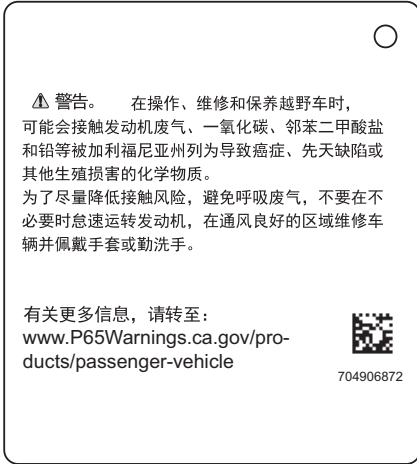 ⚠ 警告。 在操作、维修和保养越野车时，
可能会接触发动机废气、一氧化碳、邻苯二甲酸盐
和铅等被加利福尼亚州列为导致癌症、先天缺陷或
其他生殖损害的化学物质。
为了尽量降低接触风险，避免呼吸废气，不要在不
必要时怠速运转发动机，在通风良好的区域维修车
辆并佩戴手套或勤洗手。
有关更多信息，请转至：
www.P65Warnings.ca.gov/pro-
ducts/passenger-vehicle
704906872